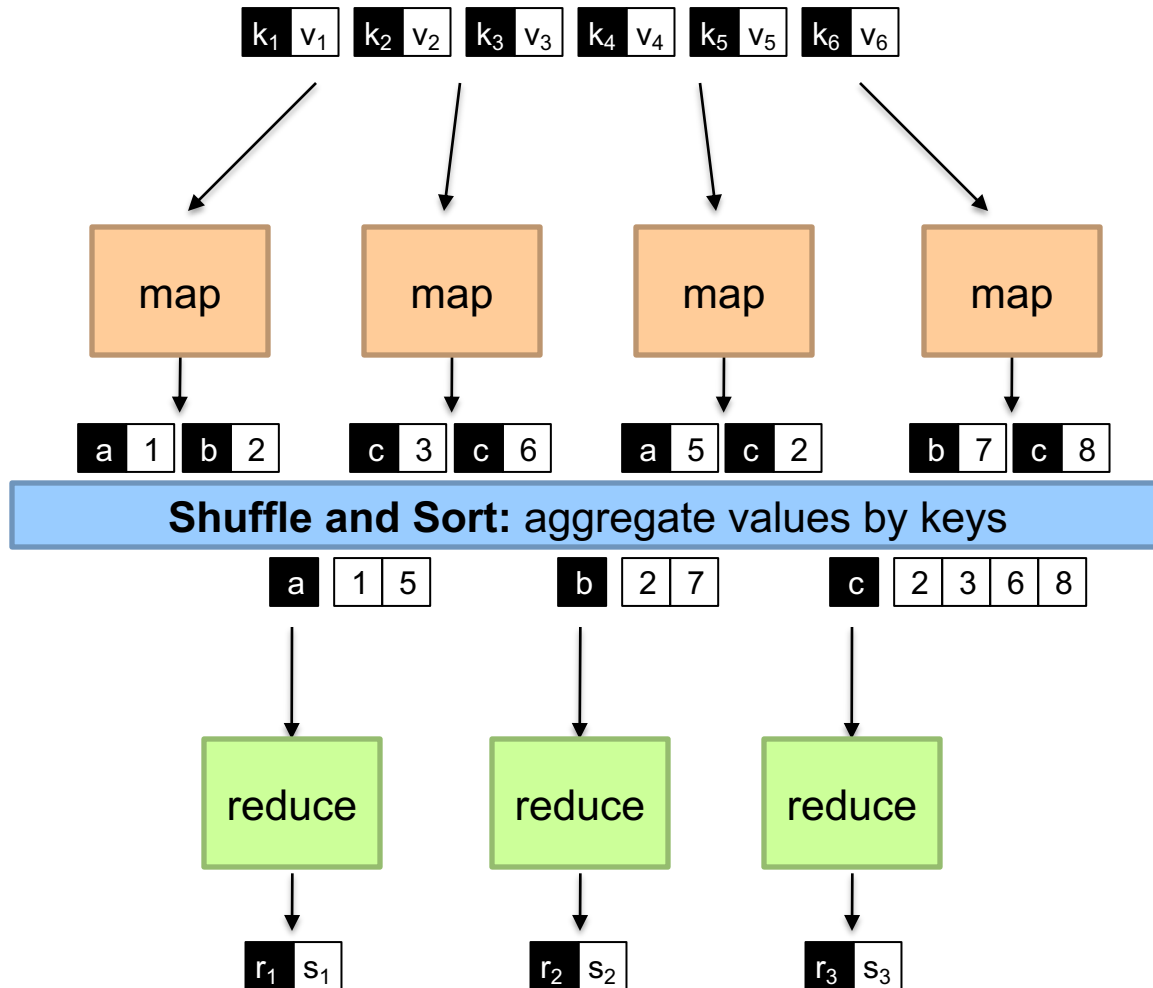 k₁ v₁ k₂ v₂ k₃ v₃ k₄ v₄ k₅ v₅ k₆ v₆
map map map map
a 1 b 2 c 3 c 6 a 5 c 2 b 7 c 8
Shuffle and Sort: aggregate values by keys
a 1 5 b 2 7 c 2 3 6 8
reduce reduce reduce
r₁ s₁ r₂ s₂ r₃ s₃